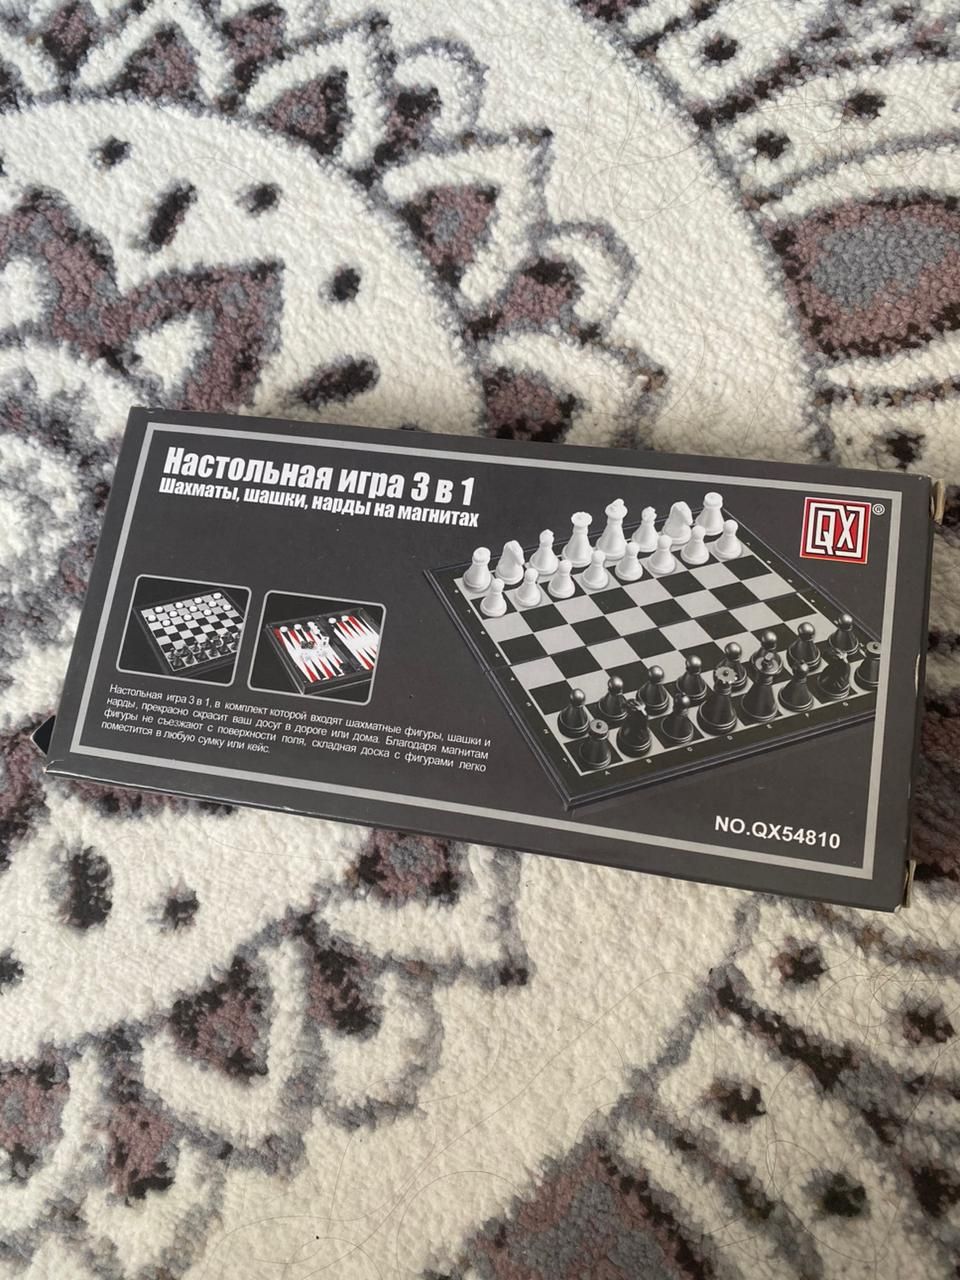 Настольная игра 3 в 1
Шахматы, шашки, нарды на магнитах
QX®
Настольная игра 3 в 1, в комплект которой входят шахматные фигуры, шашки и
нарды, прекрасно скрасит ваш досуг в дороге или дома. Благодаря магнитам
фигуры не съезжают с поверхности поля, складная доска с фигурами легко
поместится в любую сумку или кейс.
NO.QX54810